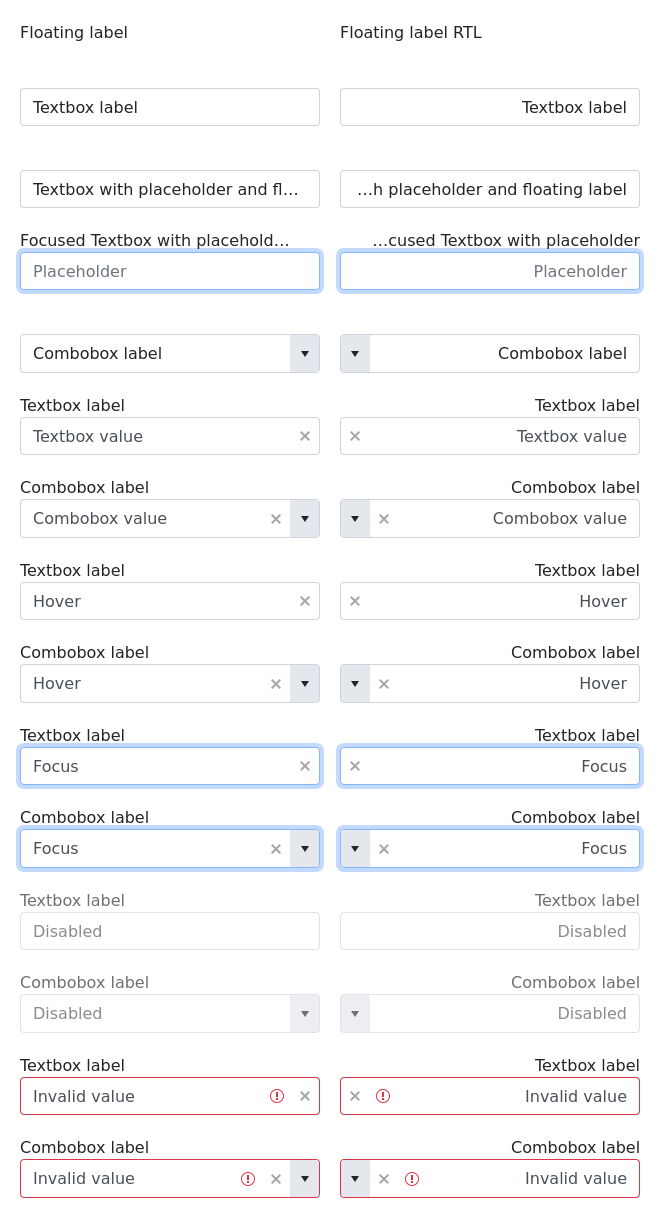 Floating label
Floating label RTL
Textbox label
Textbox label
Textbox with placeholder and fl...
...h placeholder and floating label
Focused Textbox with placehold...
...cused Textbox with placeholder
Placeholder
Placeholder
Combobox label
Combobox label
Textbox label
Textbox label
Textbox value
Textbox value
Combobox label
Combobox label
Combobox value
Combobox value
Textbox label
Textbox label
Hover
Hover
Combobox label
Combobox label
Hover
Hover
Textbox label
Textbox label
Focus
Focus
Combobox label
Combobox label
Focus
Focus
Textbox label
Textbox label
Disabled
Disabled
Combobox label
Combobox label
Disabled
Disabled
Textbox label
Textbox label
Invalid value
Invalid value
Combobox label
Combobox label
Invalid value
Invalid value